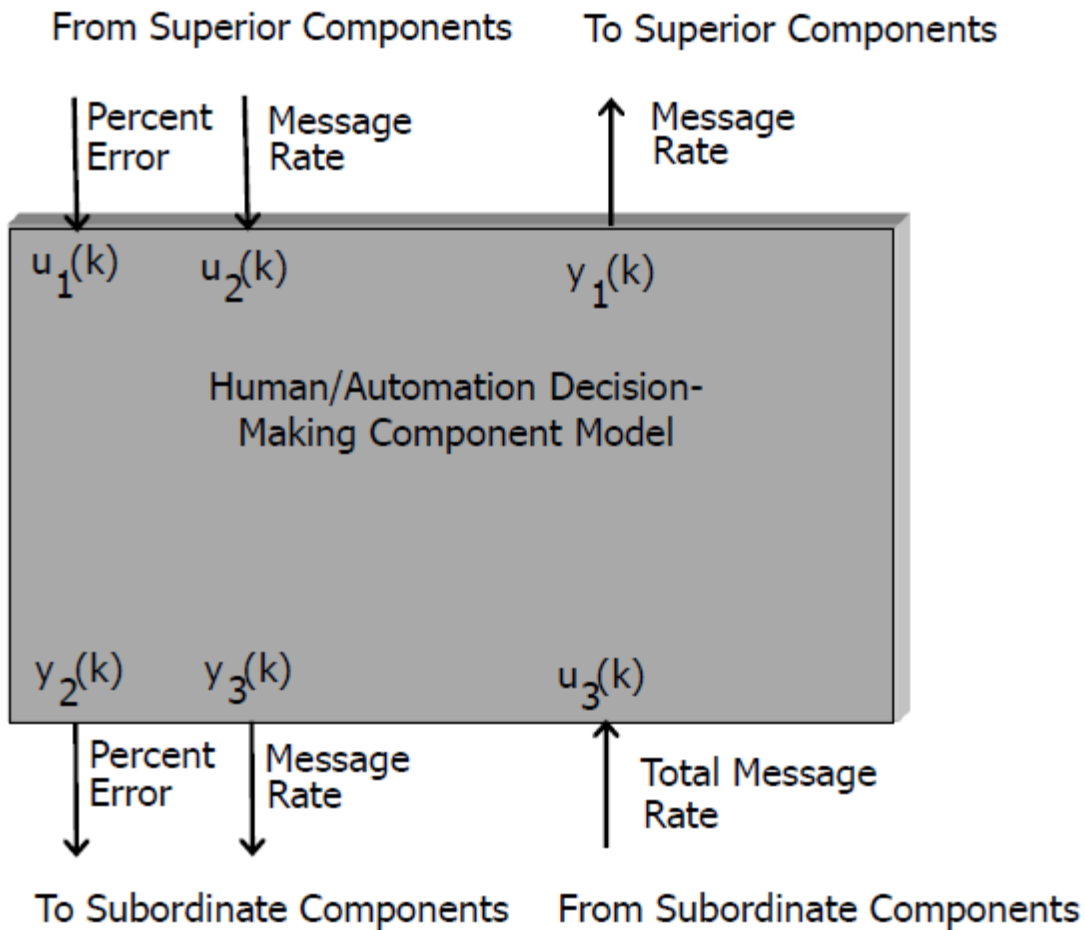 From Superior Components
To Superior Components
Percent
Error
Message
Rate
Message
Rate
u1(k)
u2(k)
y1(k)
Human/Automation Decision-
Making Component Model
y2(k)
y3(k)
u3(k)
Percent
Error
Message
Rate
Total Message
Rate
To Subordinate Components
From Subordinate Components